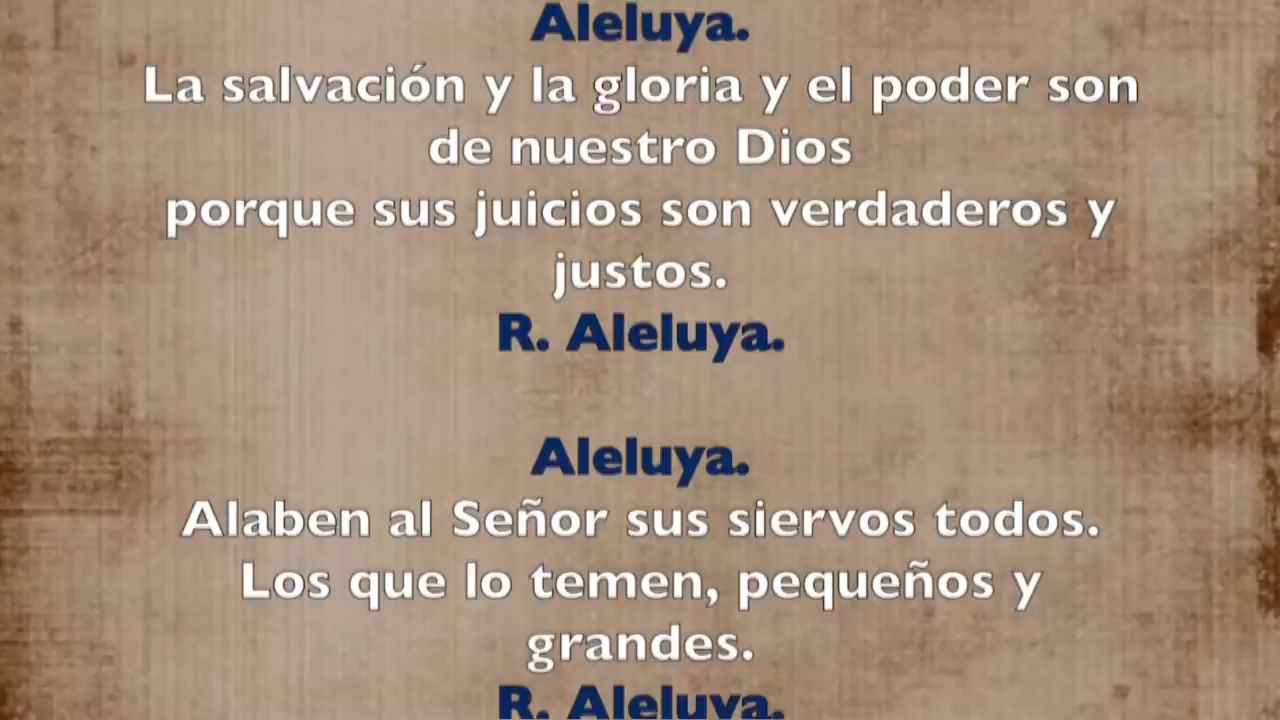 Aleluya.
La salvación y la gloria y el poder son
de nuestro Dios
porque sus juicios son verdaderos y
justos.
R. Aleluya.
Aleluya.
Alaben al Señor sus siervos todos.
Los que lo temen, pequeños y
grandes.
R. Aleluya.